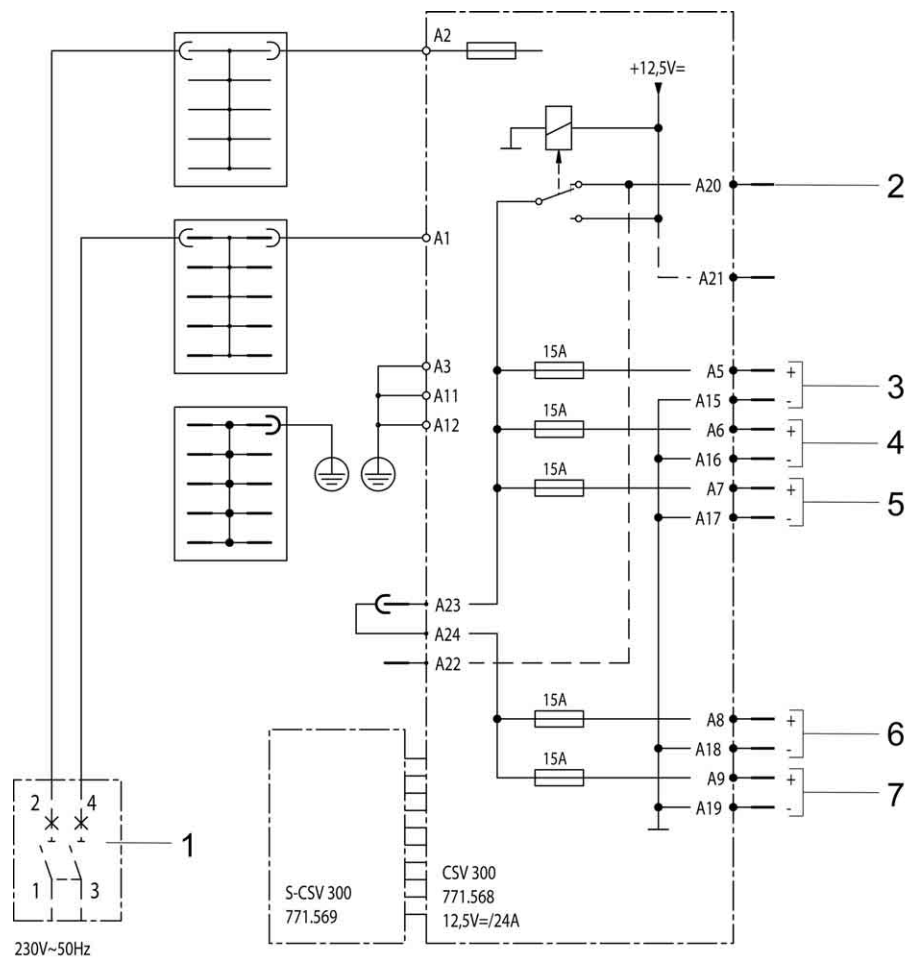 A2
+12,5V=
A20
2
A1
A21
A3
15A
A5
+
3
A11
A15
-
A12
15A
A6
+
4
A16
-
15A
A7
+
5
A17
-
A23
A24
A22
15A
A8
+
6
A18
-
15A
A9
+
7
A19
-
2
4
1
1
3
S-CSV 300
771.569
CSV 300
771.568
12,5V=/24A
230V~50Hz